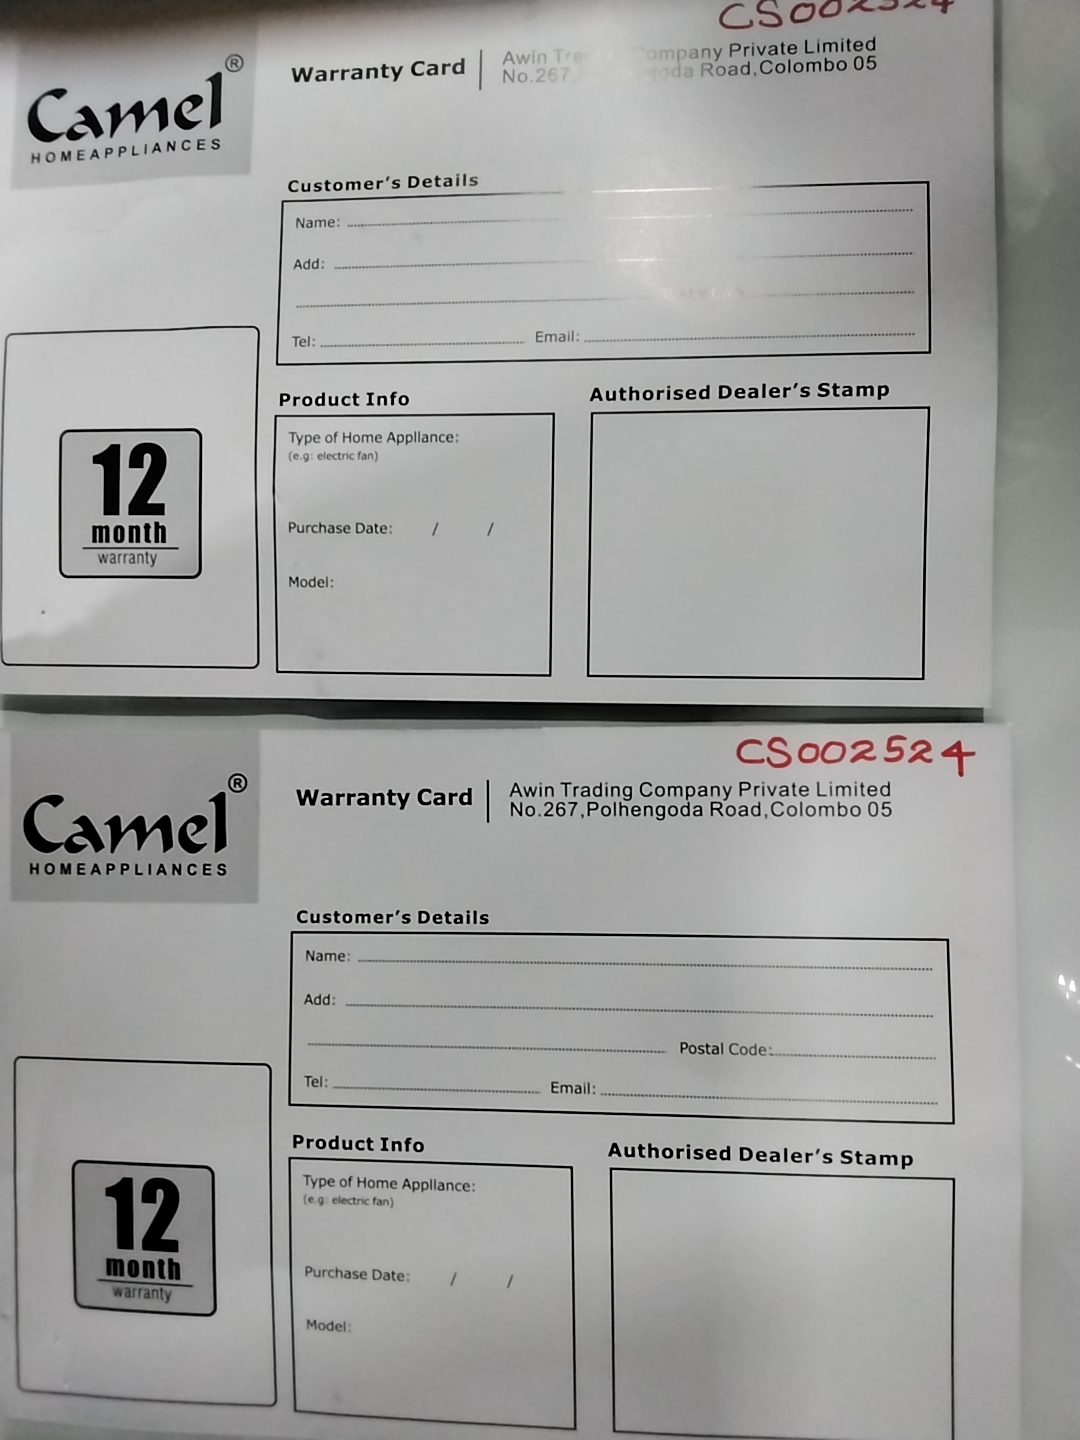 CS002524
Camel®
HOMEAPPLIANCES
Warranty Card
Awin Trading Company Private Limited
No.267, Road,Colombo 05
Customer's Details
Name:
Add:
Tel: Email:
12
month
warranty
Product Info
Type of Home Appliance:
(e.g: electric fan)
Purchase Date: / /
Model:
Authorised Dealer's Stamp
CS002524
Camel®
HOMEAPPLIANCES
Warranty Card
Awin Trading Company Private Limited
No.267,Polhengoda Road,Colombo 05
Customer's Details
Name:
Add:
Postal Code:
Tel: Email:
12
month
warranty
Product Info
Type of Home Appliance:
(e.g: electric fan)
Purchase Date: / /
Model:
Authorised Dealer's Stamp